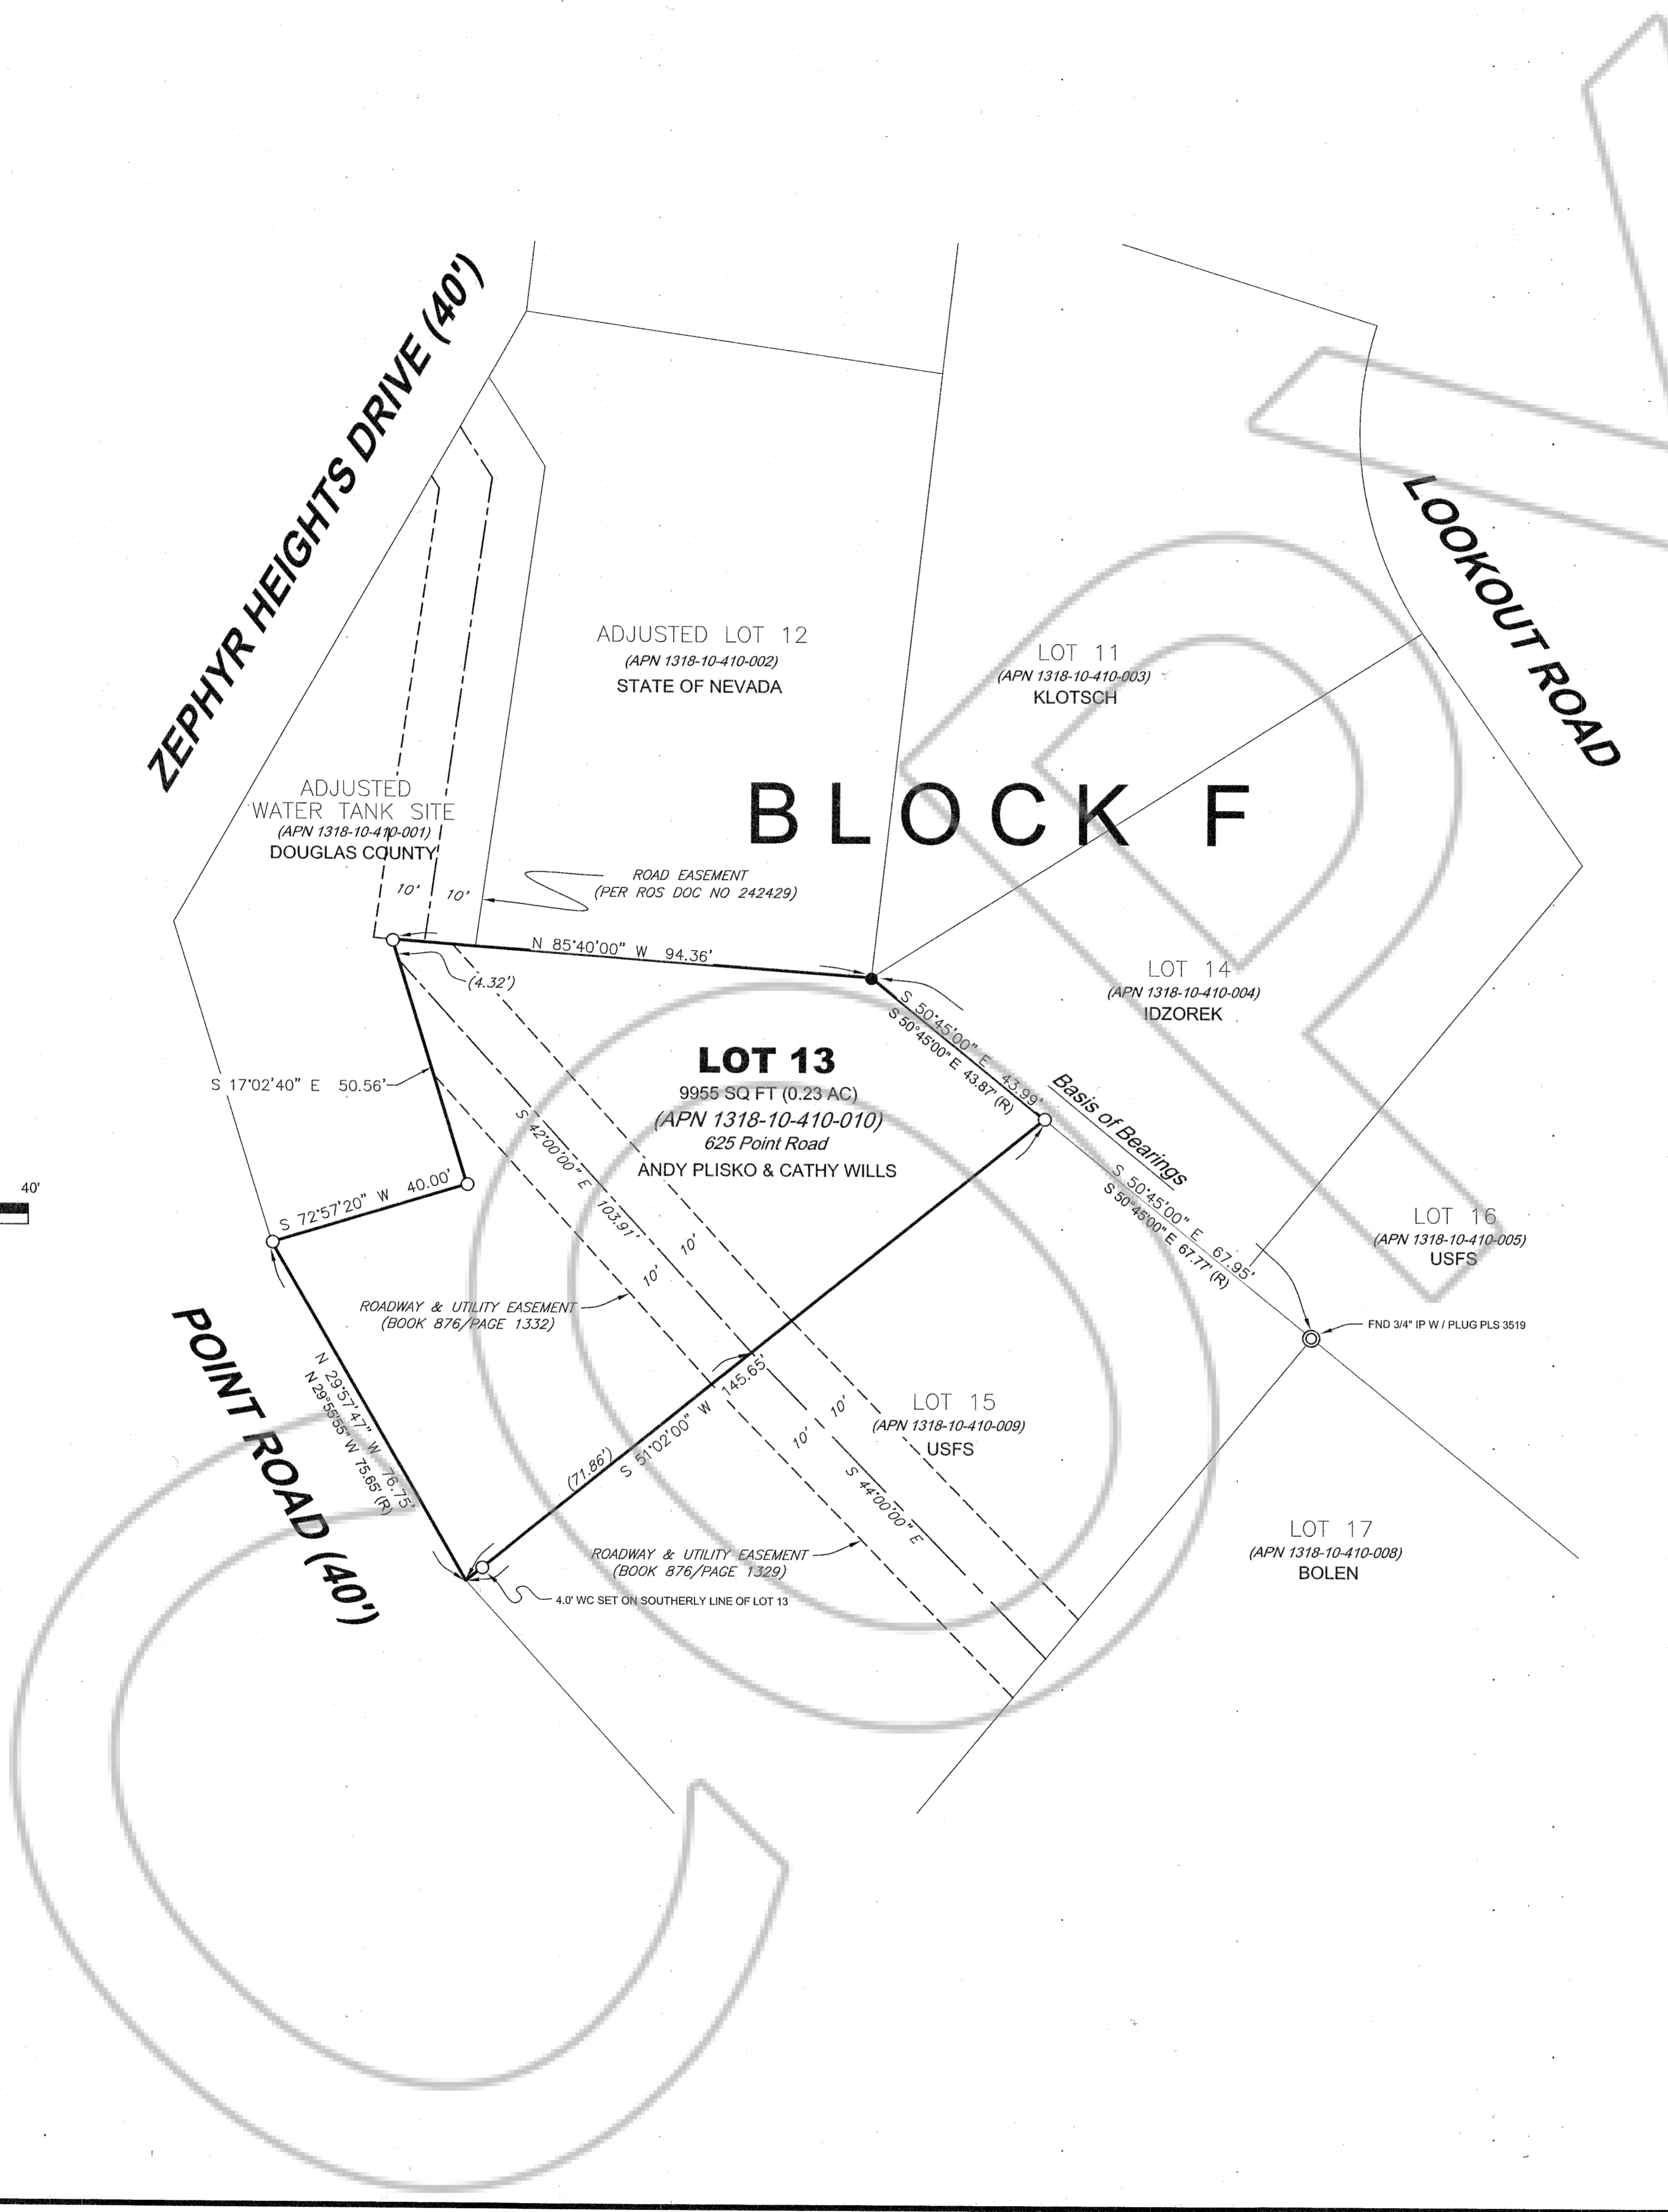 ZEPHYR HEIGHTS DRIVE (40')
LOOKOUT ROAD
ADJUSTED LOT 12
(APN 1318-10-410-002)
STATE OF NEVADA
LOT 11
(APN 1318-10-410-003)
KLOTSCH
BLOCK F
ADJUSTED
WATER TANK SITE
(APN 1318-10-410-001)
DOUGLAS COUNTY
10'
10'
ROAD EASEMENT
(PER ROS DOC NO 242429)
N 85°40'00" W 94.36'
(4.32')
LOT 14
(APN 1318-10-410-004)
IDZOREK
S 50°45'00" E 43.99'
S 50°45'00" E 43.87' (R)
Basis of Bearings
LOT 13
9955 SQ FT (0.23 AC)
(APN 1318-10-410-010)
625 Point Road
ANDY PLISKO & CATHY WILLS
S 17°02'40" E 50.56'
S 42°00'00" E 103.91'
S 72°57'20" W 40.00'
40'
S 50°45'00" E 67.95'
S 50°45'00" E 67.77' (R)
LOT 16
(APN 1318-10-410-005)
USFS
10'
10'
ROADWAY & UTILITY EASEMENT
(BOOK 876/PAGE 1332)
FND 3/4" IP W / PLUG PLS 3519
POINT ROAD (40')
N 29°57'47" W 76.75'
N 29°55'55" W 75.65' (R)
S 51°02'00" W 145.65'
(71.86')
LOT 15
(APN 1318-10-410-009)
USFS
10'
10'
S 44°00'00" E
LOT 17
(APN 1318-10-410-008)
BOLEN
ROADWAY & UTILITY EASEMENT
(BOOK 876/PAGE 1329)
4.0' WC SET ON SOUTHERLY LINE OF LOT 13
COPY